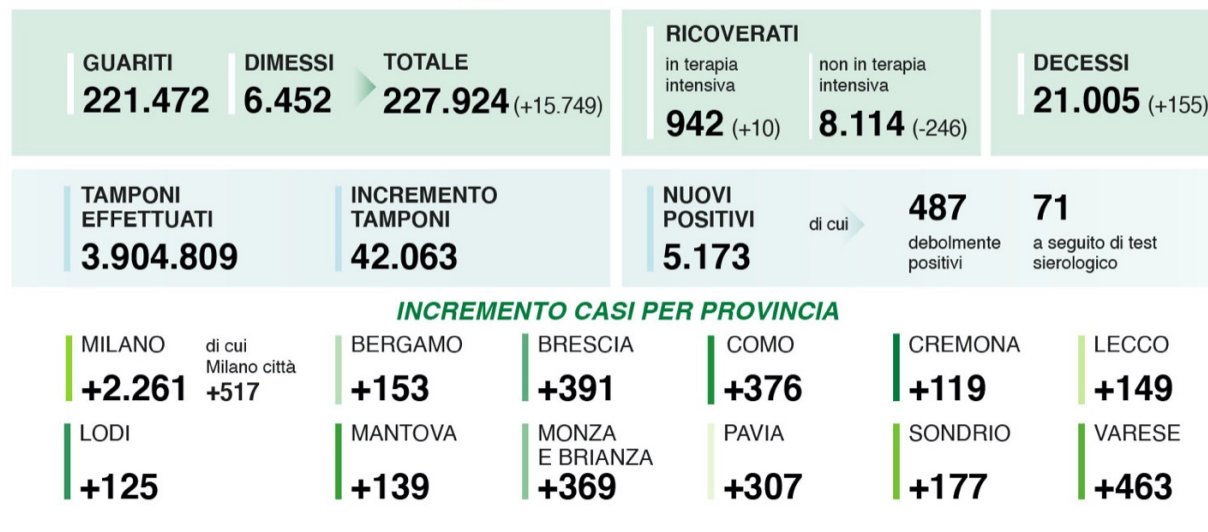 GUARITI
221.472
DIMESSI
6.452
TOTALE
227.924 (+15.749)
RICOVERATI
in terapia
intensiva
942 (+10)
non in terapia
intensiva
8.114 (-246)
DECESSI
21.005 (+155)
TAMPONI
EFFETTUATI
3.904.809
INCREMENTO
TAMPONI
42.063
NUOVI
POSITIVI
5.173
di cui
487
debolmente
positivi
71
a seguito di test
sierologico
INCREMENTO CASI PER PROVINCIA
MILANO
+2.261
di cui
Milano città
+517
BERGAMO
+153
BRESCIA
+391
COMO
+376
CREMONA
+119
LECCO
+149
LODI
+125
MANTOVA
+139
MONZA
E BRIANZA
+369
PAVIA
+307
SONDRIO
+177
VARESE
+463